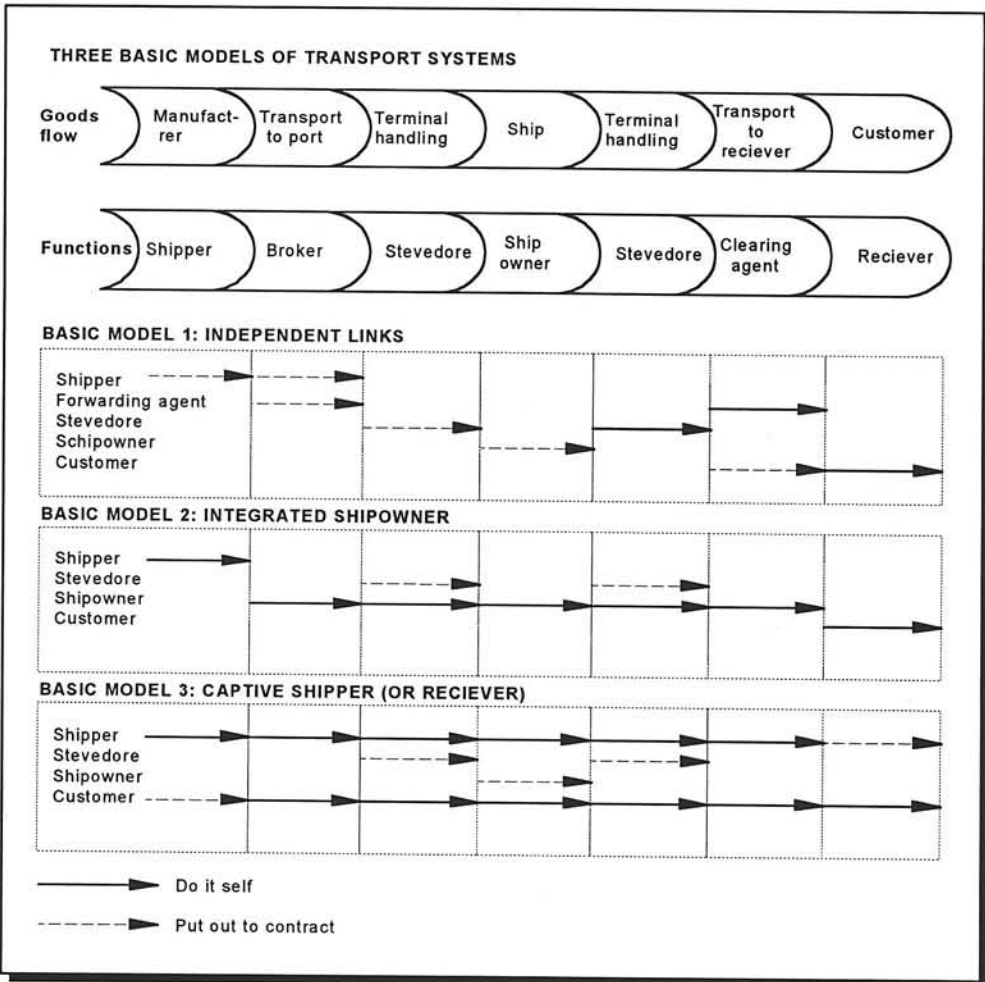 THREE BASIC MODELS OF TRANSPORT SYSTEMS
Goods
flow
Manufact-
rer
Transport
to port
Terminal
handling
Ship
Terminal
handling
Transport
to
reciever
Customer
Functions
Shipper
Broker
Stevedore
Ship
owner
Stevedore
Clearing
agent
Reciever
BASIC MODEL 1: INDEPENDENT LINKS
Shipper
Forwarding agent
Stevedore
Schipowner
Customer
BASIC MODEL 2: INTEGRATED SHIPOWNER
Shipper
Stevedore
Shipowner
Customer
BASIC MODEL 3: CAPTIVE SHIPPER (OR RECIEVER)
Shipper
Stevedore
Shipowner
Customer
Do it self
Put out to contract